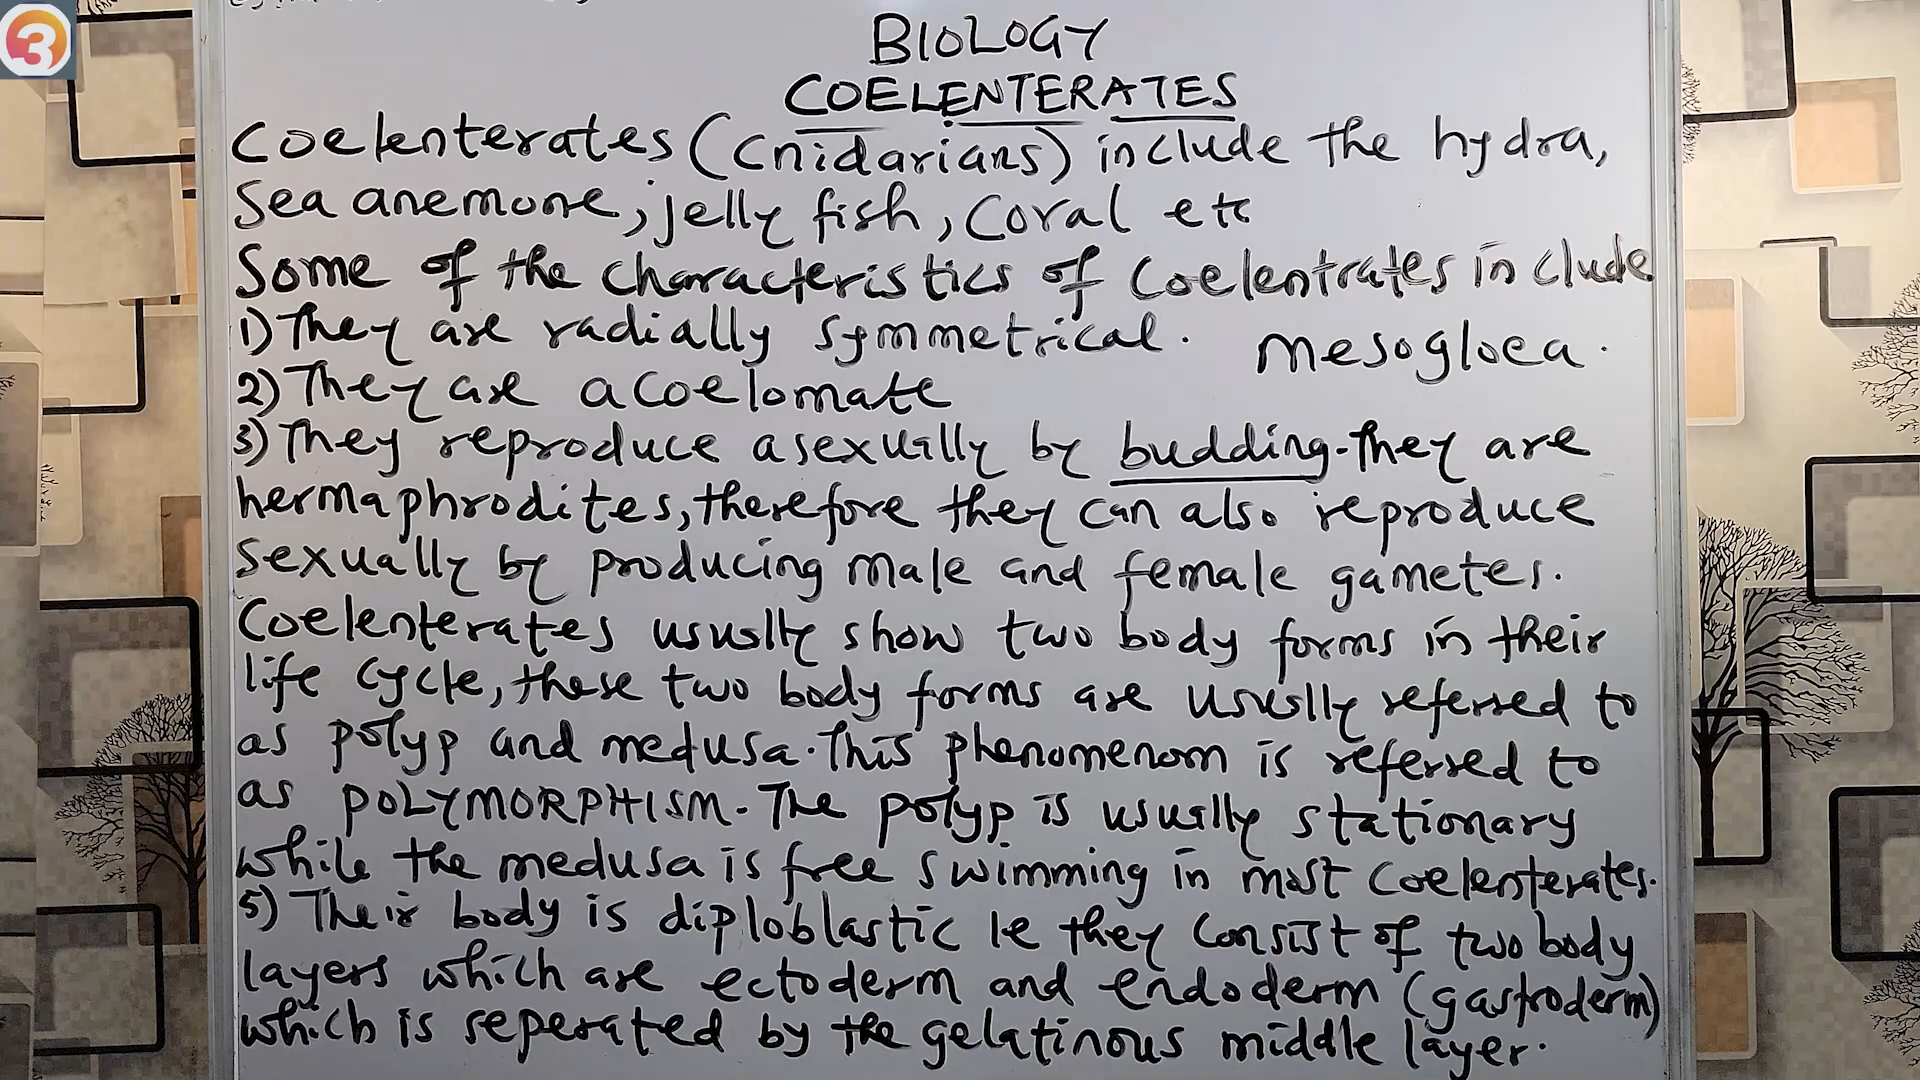 BIOLOGY
COELENTERATES
Coelenterates (Cnidarians) include the hydra,
Sea anemone, jelly fish, coral etc
Some of the characteristics of Coelentrates include
1) They are radially symmetrical. mesogloea.
2) They are acoelomate
3) They reproduce asexually by budding. They are
hermaphrodites, therefore they can also reproduce
sexually by producing male and female gametes.
Coelenterates usually show two body forms in their
life cycle, these two body forms are usually referred to
as polyp and medusa. This phenomenom is referred to
as POLYMORPHISM. The polyp is usually stationary
while the medusa is free swimming in most coelenterates.
5) Their body is diploblastic ie they consist of two body
layers which are ectoderm and endoderm (gastroderm)
which is seperated by the gelatinous middle layer.